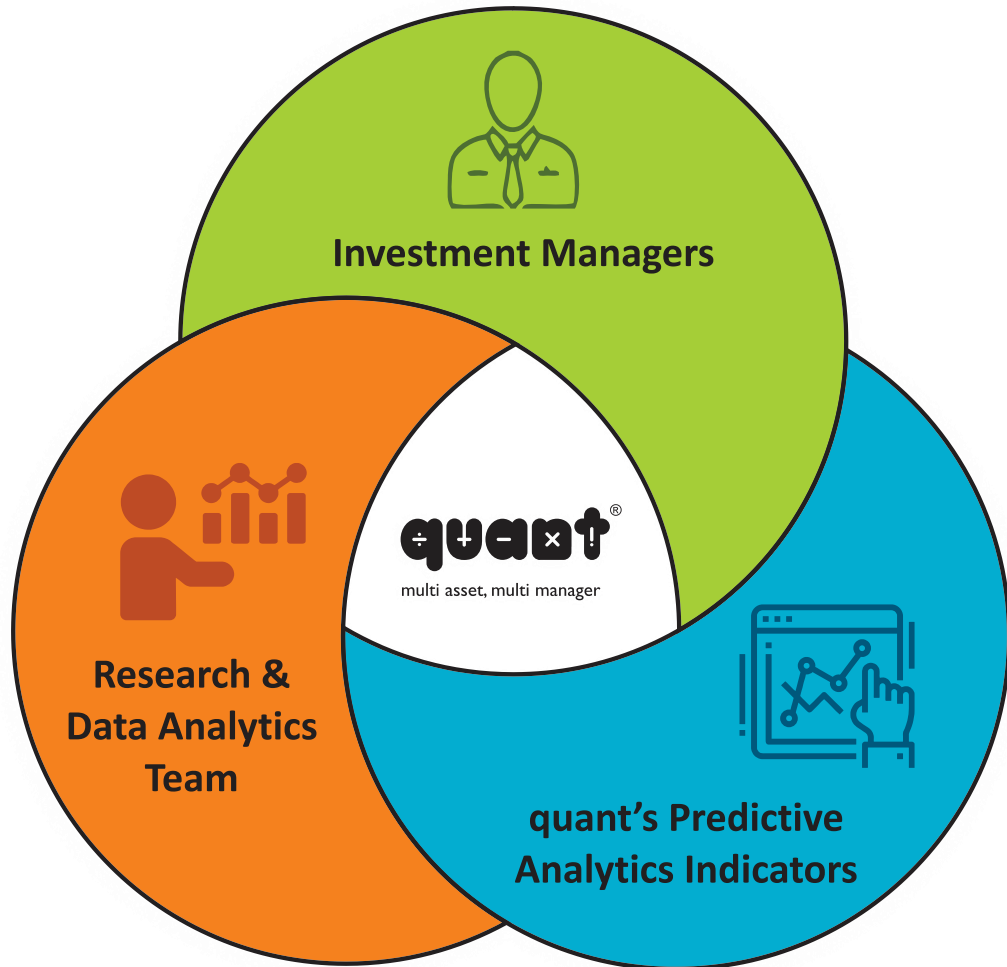 Investment Managers
quant®
multi asset, multi manager
Research &
Data Analytics
Team
quant’s Predictive
Analytics Indicators